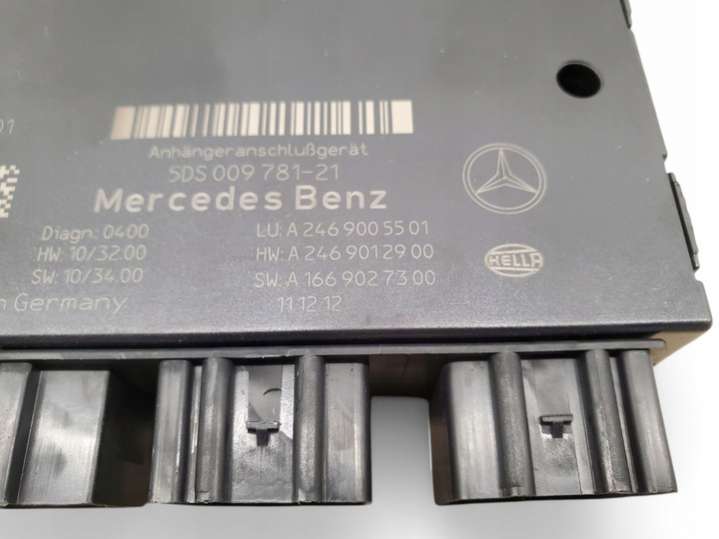 01
Anhängeranschlußgerät
5DS 009 781-21
Mercedes Benz
Diagn: 0400 LU: A 246 900 55 01
HW: 10/32.00 HW: A 246 901 29 00
SW: 10/34.00 SW: A 166 902 73 00
Germany 11 12 12
HELLA